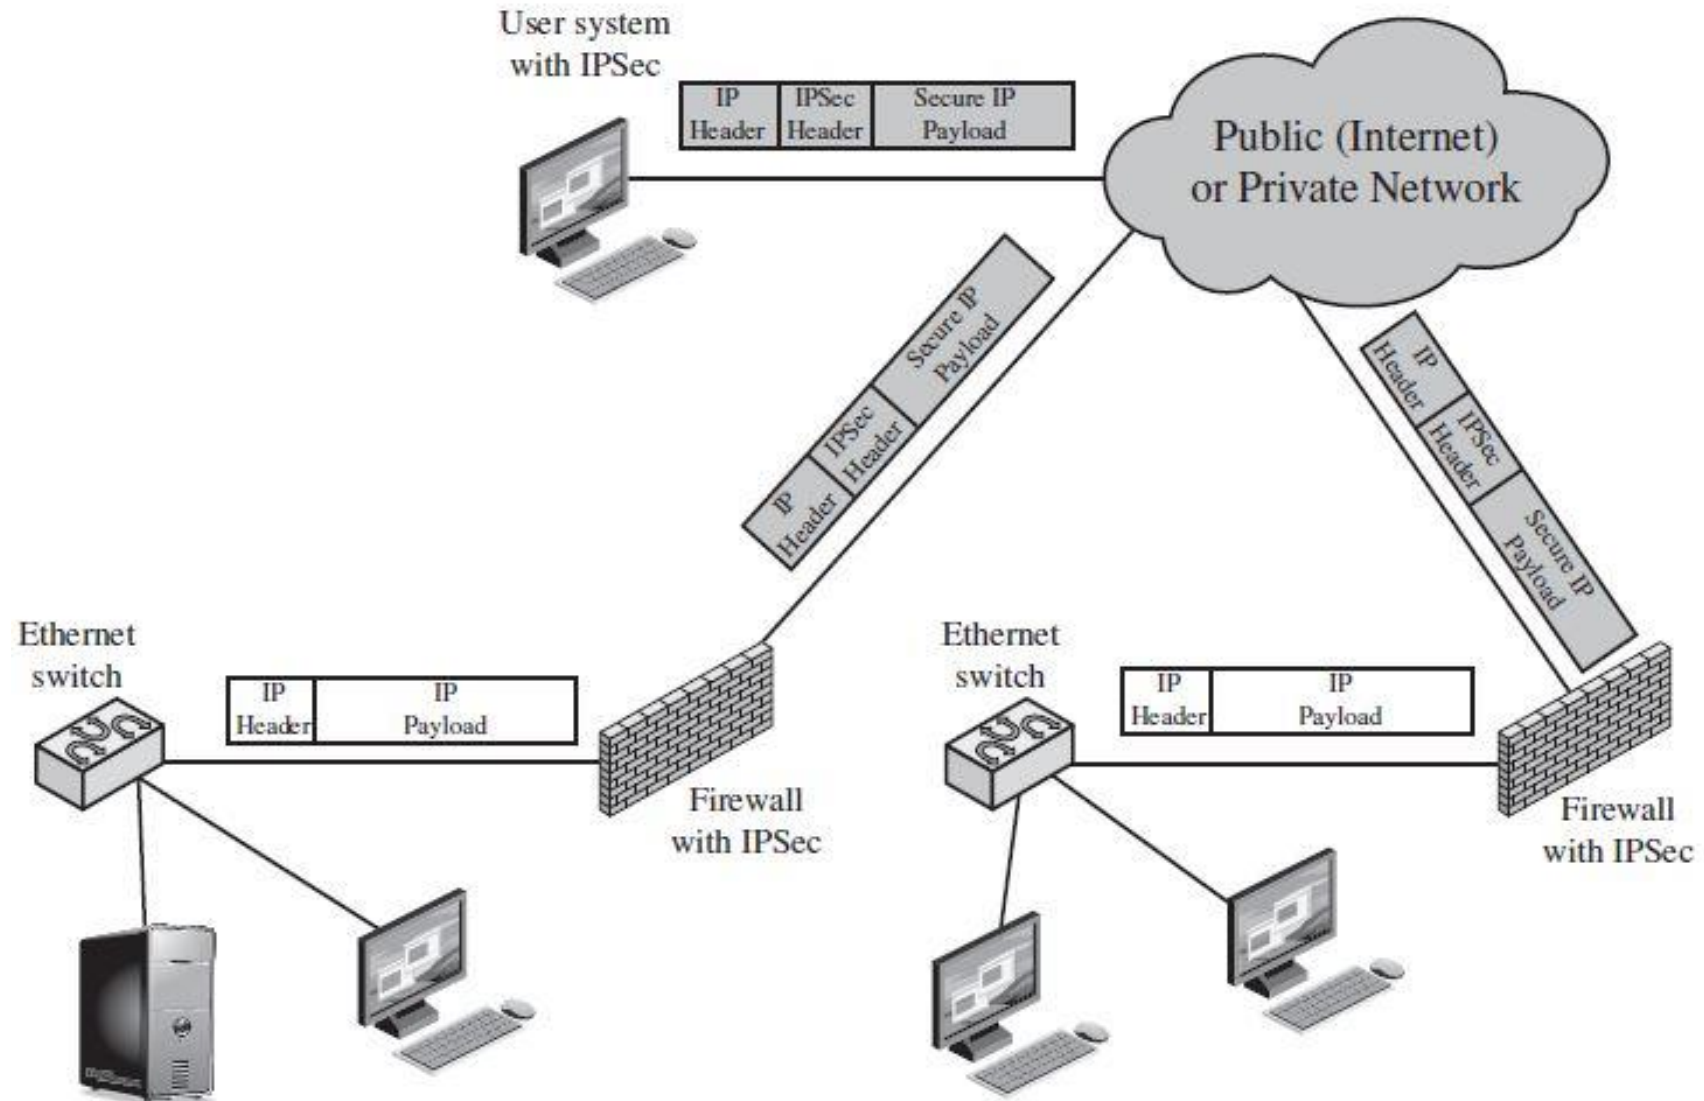 User system
with IPSec
IP
Header
IPSec
Header
Secure IP
Payload
Public (Internet)
or Private Network
IP
Header
IPSec
Header
Secure IP
Payload
IP
Header
IPSec
Header
Secure IP
Payload
Ethernet
switch
IP
Header
IP
Payload
Firewall
with IPSec
Ethernet
switch
IP
Header
IP
Payload
Firewall
with IPSec